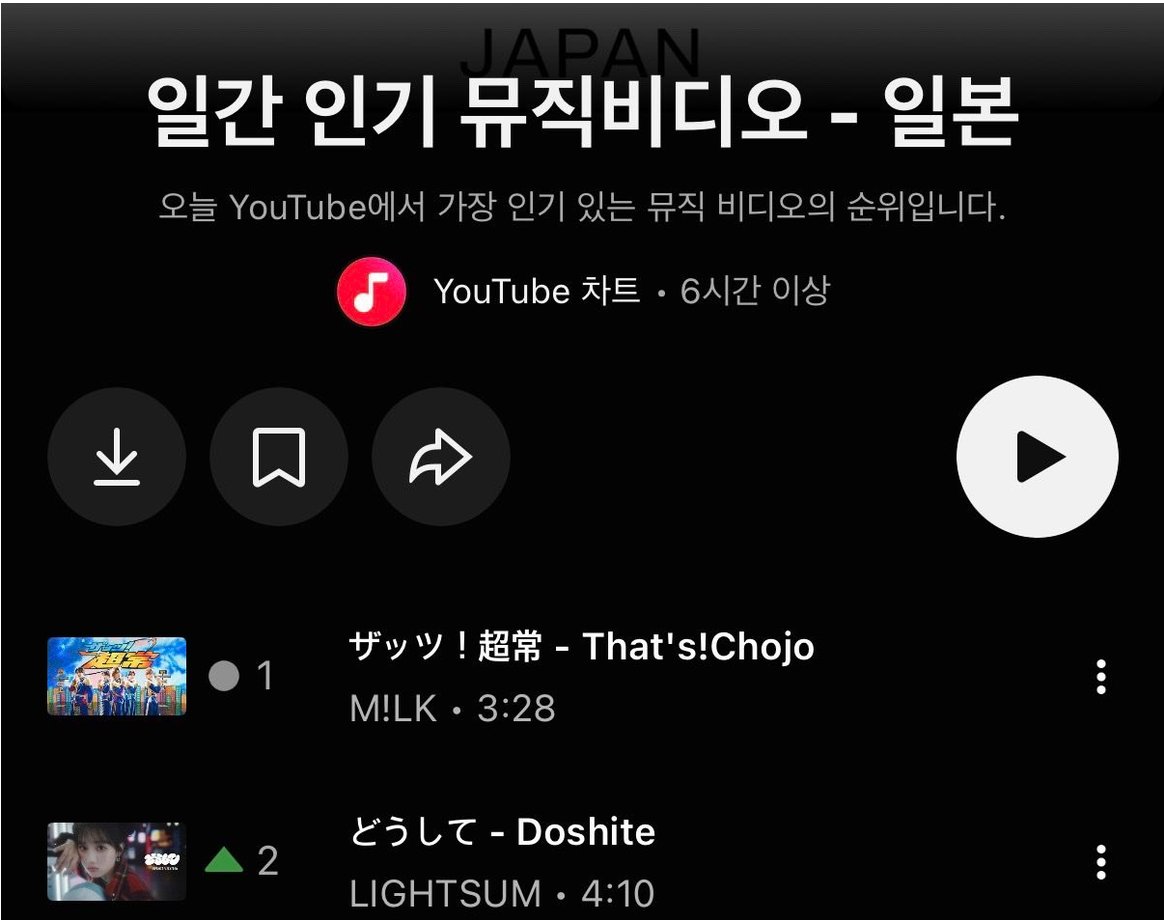 JAPAN
일간 인기 뮤직비디오 - 일본
오늘 YouTube에서 가장 인기 있는 뮤직 비디오의 순위입니다.
YouTube 차트 • 6시간 이상
ザッツ！超常 - That's!Chojo
1
M!LK • 3:28
どうして - Doshite
2
LIGHTSUM • 4:10